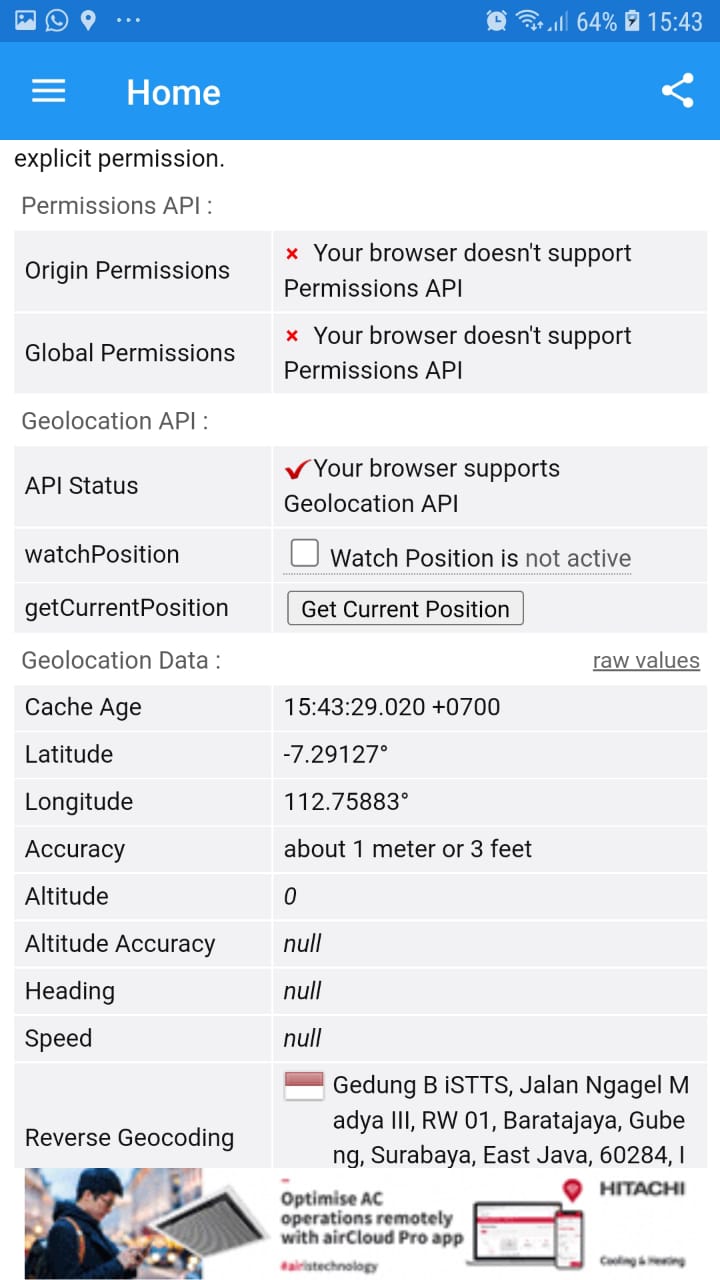 64% 15:43
Home
explicit permission.
Permissions API :
Origin Permissions
× Your browser doesn't support
Permissions API
Global Permissions
× Your browser doesn't support
Permissions API
Geolocation API :
API Status
Your browser supports
Geolocation API
watchPosition
Watch Position is not active
getCurrentPosition
Get Current Position
Geolocation Data :
raw values
Cache Age
15:43:29.020 +0700
Latitude
-7.29127°
Longitude
112.75883°
Accuracy
about 1 meter or 3 feet
Altitude
0
Altitude Accuracy
null
Heading
null
Speed
null
Reverse Geocoding
Gedung B iSTTS, Jalan Ngagel M
adya III, RW 01, Baratajaya, Gube
ng, Surabaya, East Java, 60284, I
Optimise AC
operations remotely
with airCloud Pro app
#airistechnology
HITACHI
Cooling & Heating